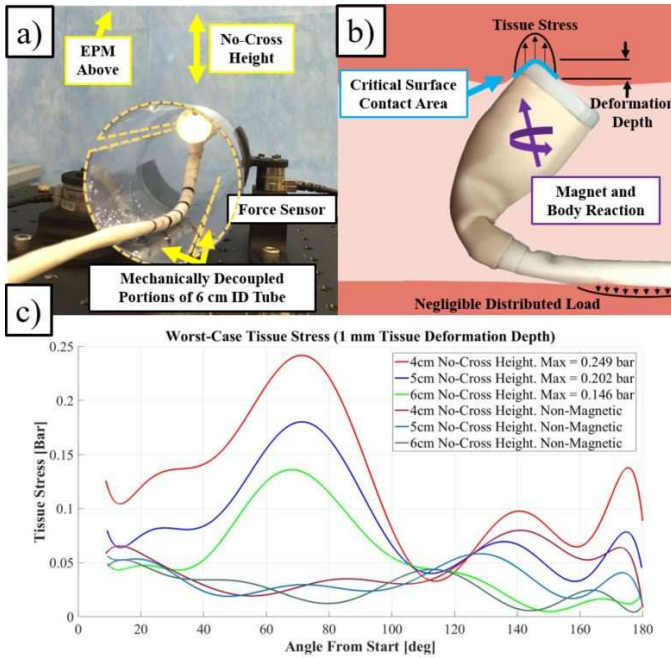 a)
EPM
Above
No-Cross
Height
Force Sensor
Mechanically Decoupled
Portions of 6 cm ID Tube
b)
Tissue Stress
Critical Surface
Contact Area
Deformation
Depth
Magnet and
Body Reaction
Negligible Distributed Load
c)
Worst-Case Tissue Stress (1 mm Tissue Deformation Depth)
4cm No-Cross Height. Max = 0.249 bar
5cm No-Cross Height. Max = 0.202 bar
6cm No-Cross Height. Max = 0.146 bar
4cm No-Cross Height. Non-Magnetic
5cm No-Cross Height. Non-Magnetic
6cm No-Cross Height. Non-Magnetic
Tissue Stress [Bar]
0.25
0.2
0.15
0.1
0.05
0
0 20 40 60 80 100 120 140 160 180
Angle From Start [deg]